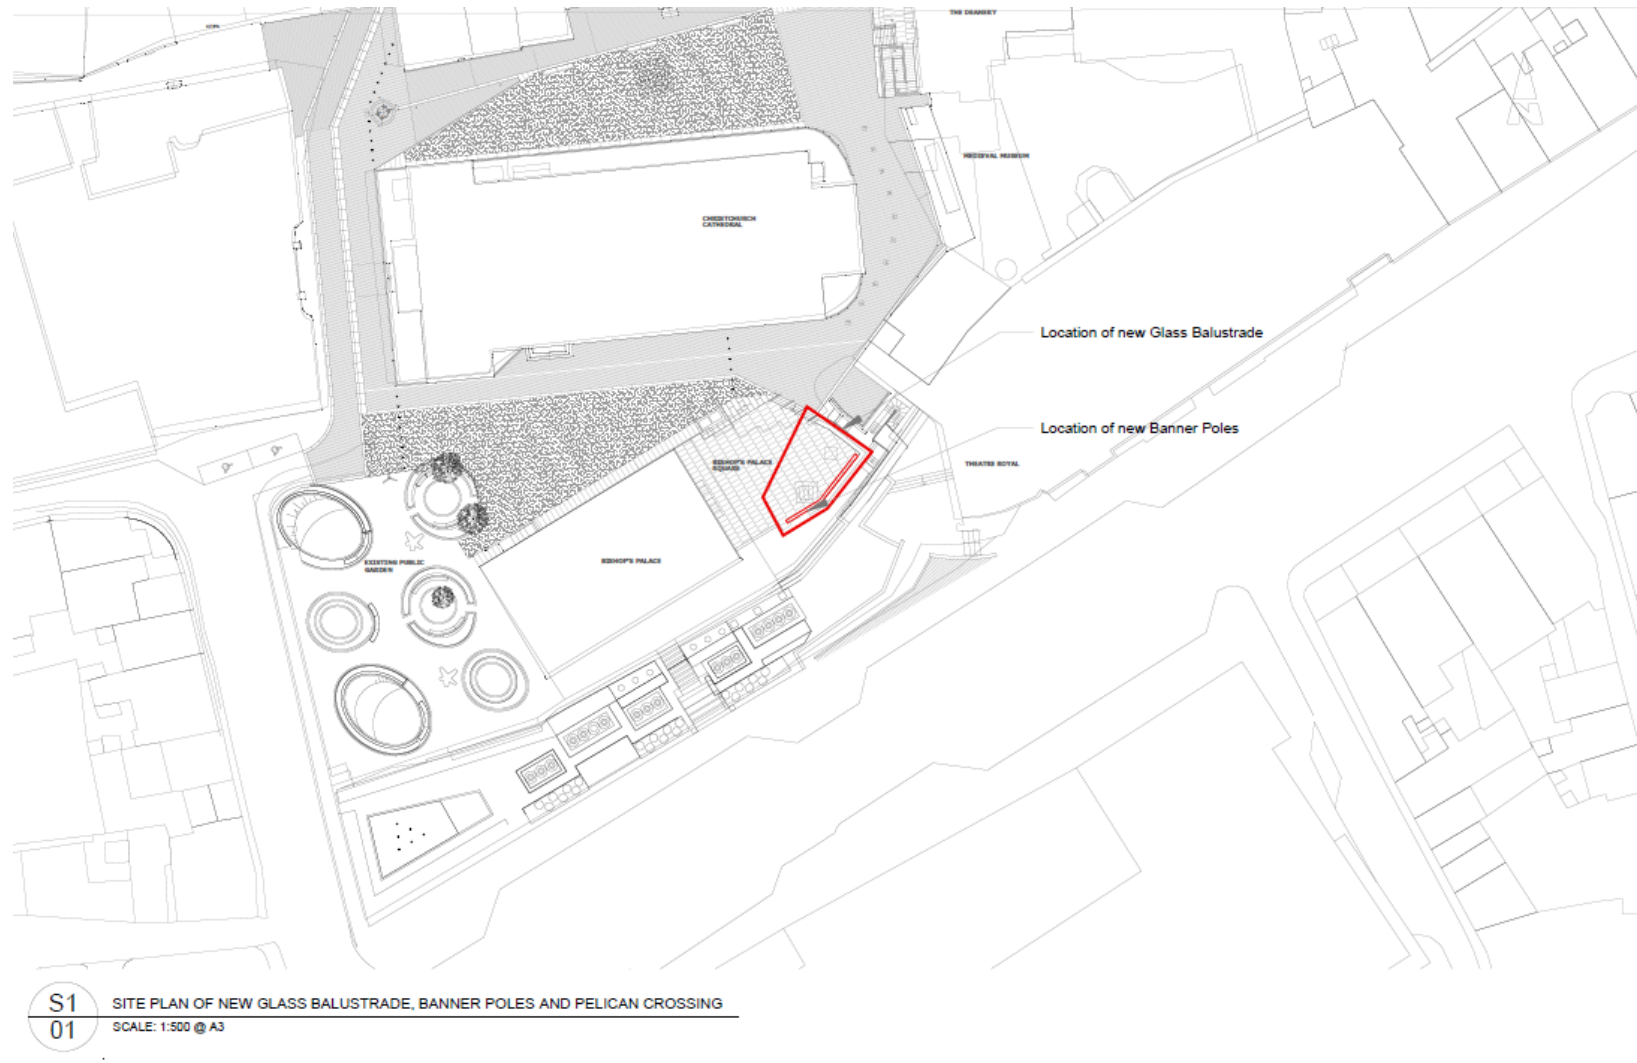 THE DEANERY
MEDIEVAL MUSEUM
CHRISTCHURCH
CATHEDRAL
Location of new Glass Balustrade
Location of new Banner Poles
BISHOP'S PALACE
SQUARE
THEATRE ROYAL
EXISTING PUBLIC
GARDEN
BISHOP'S PALACE
S1
01
SITE PLAN OF NEW GLASS BALUSTRADE, BANNER POLES AND PELICAN CROSSING
SCALE: 1:500 @ A3